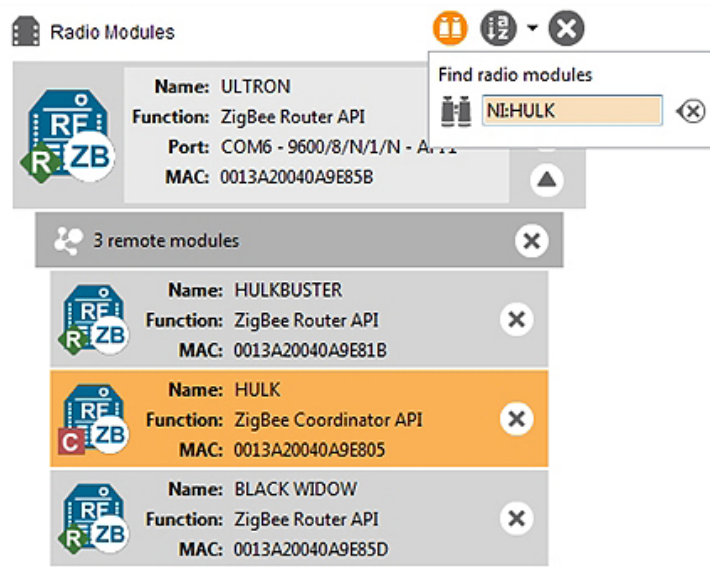 Radio Modules
Find radio modules
NI:HULK
RF
R ZB
Name: ULTRON
Function: ZigBee Router API
Port: COM6 - 9600/8/N/1/N -
MAC: 0013A20040A9E85B
3 remote modules
RF
R ZB
Name: HULKBUSTER
Function: ZigBee Router API
MAC: 0013A20040A9E81B
RF
C ZB
Name: HULK
Function: ZigBee Coordinator API
MAC: 0013A20040A9E805
RF
R ZB
Name: BLACK WIDOW
Function: ZigBee Router API
MAC: 0013A20040A9E85D